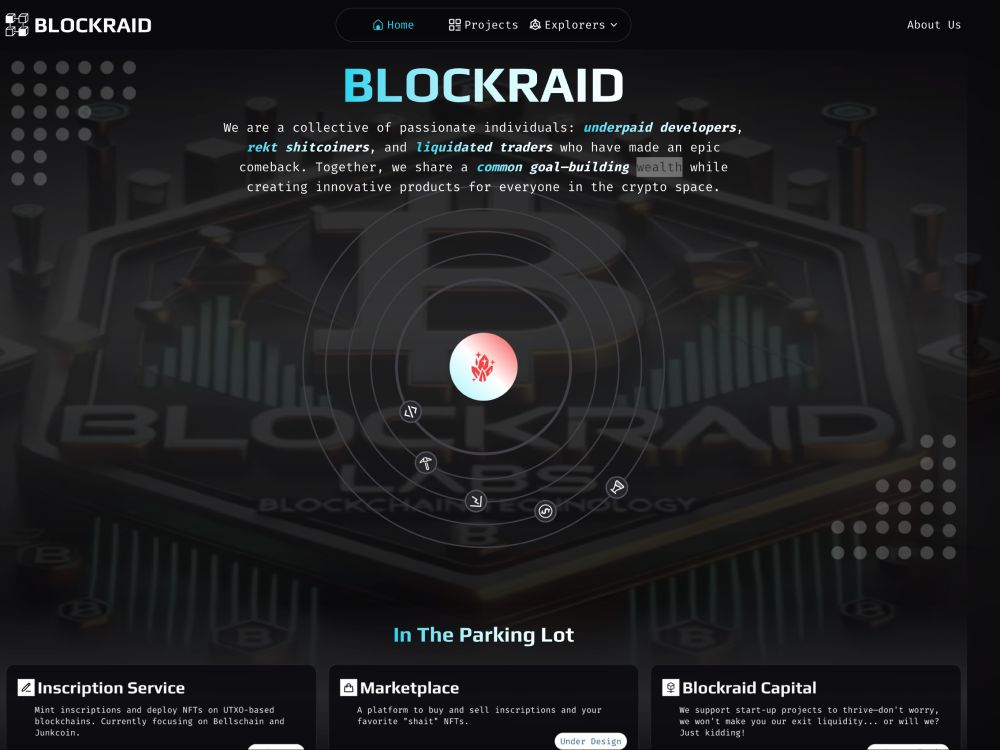 BLOCKRAID
Home
Projects
Explorers
About Us
BLOCKRAID
We are a collective of passionate individuals: underpaid developers,
rekt shitcoiners, and liquidated traders who have made an epic
comeback. Together, we share a common goal—building wealth while
creating innovative products for everyone in the crypto space.
BLOCKRAID
LABS
BLOCKCHAIN TECHNOLOGY
In The Parking Lot
Inscription Service
Mint inscriptions and deploy NFTs on UTXO-based
blockchains. Currently focusing on Bellschain and
Junkcoin.
Marketplace
A platform to buy and sell inscriptions and your
favorite "shait" NFTs.
Under Design
Blockraid Capital
We support start-up projects to thrive—don't worry,
we won't make you our exit liquidity... or will we?
Just kidding!